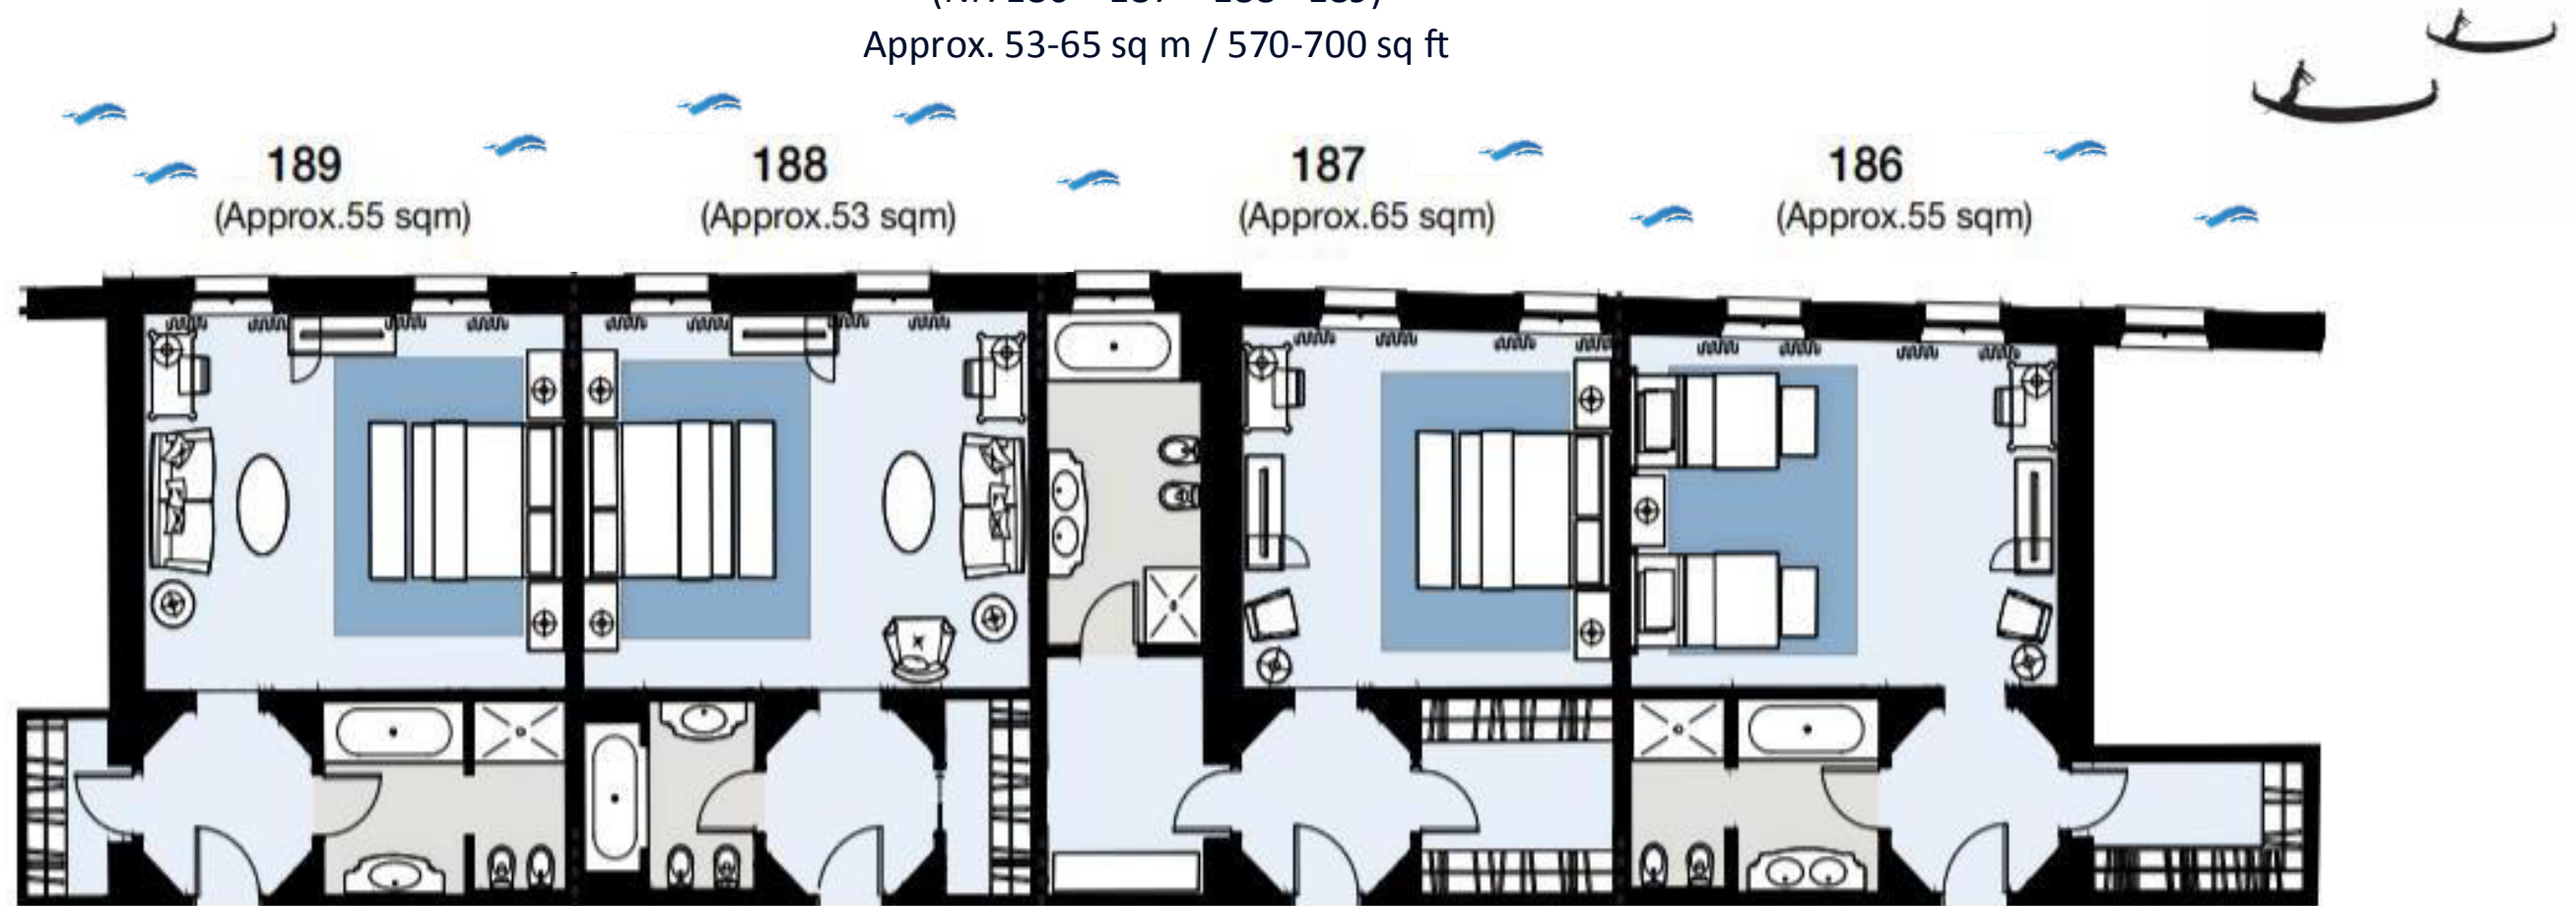 Approx. 53-65 sq m / 570-700 sq ft
189
(Approx.55 sqm)
188
(Approx.53 sqm)
187
(Approx.65 sqm)
186
(Approx.55 sqm)